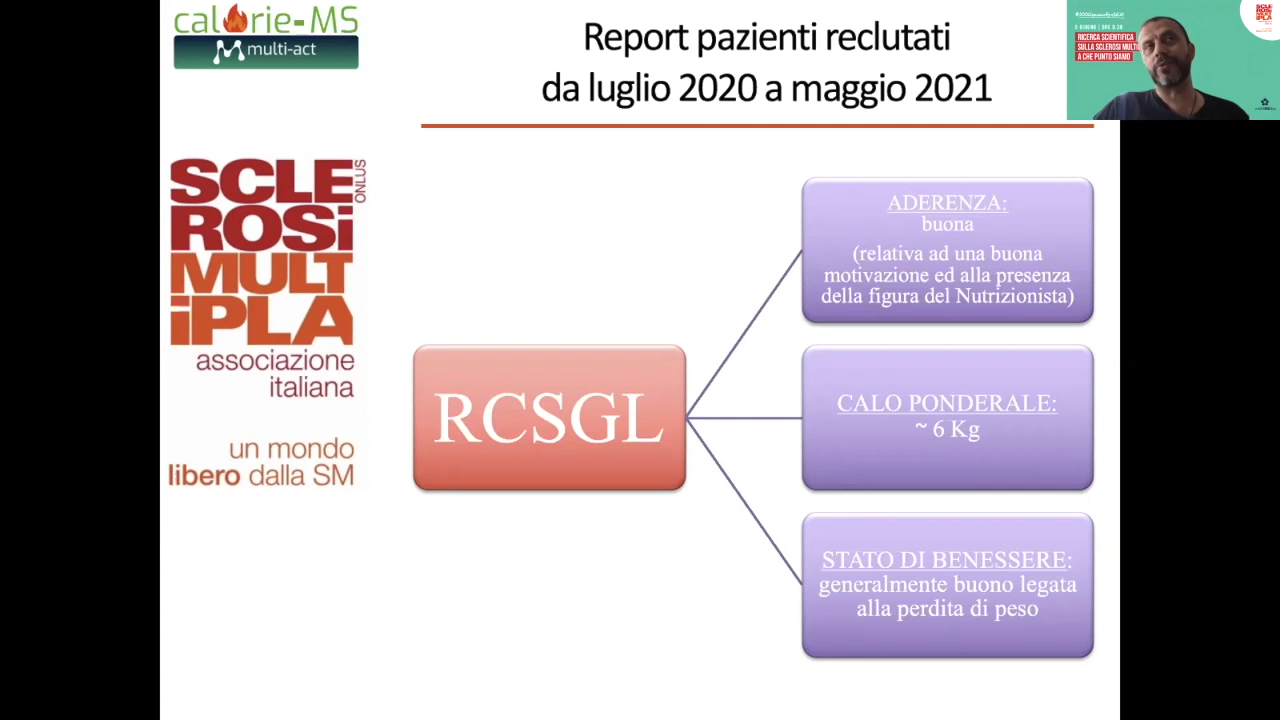 calorie-MS
multi-act
Report pazienti reclutati
da luglio 2020 a maggio 2021
RICERCA SCIENTIFICA
SULLA SCLEROSI MULTI
A CHE PUNTO SIAMO
SCLE
ROSi
MULT
iPLA
ONLUS
associazione
italiana
un mondo
libero dalla SM
RCSGL
ADERENZA:
buona
(relativa ad una buona
motivazione ed alla presenza
della figura del Nutrizionista)
CALO PONDERALE:
~ 6 Kg
STATO DI BENESSERE:
generalmente buono legata
alla perdita di peso